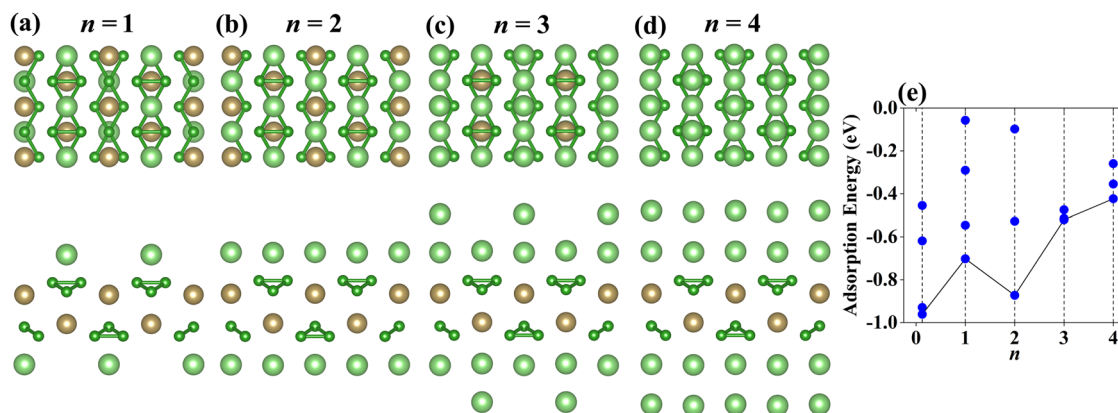 (a) n = 1
(b) n = 2
(c) n = 3
(d) n = 4
(e)
Adsorption Energy (eV)
0.0
-0.2
-0.4
-0.6
-0.8
-1.0
0 1 2 3 4
n